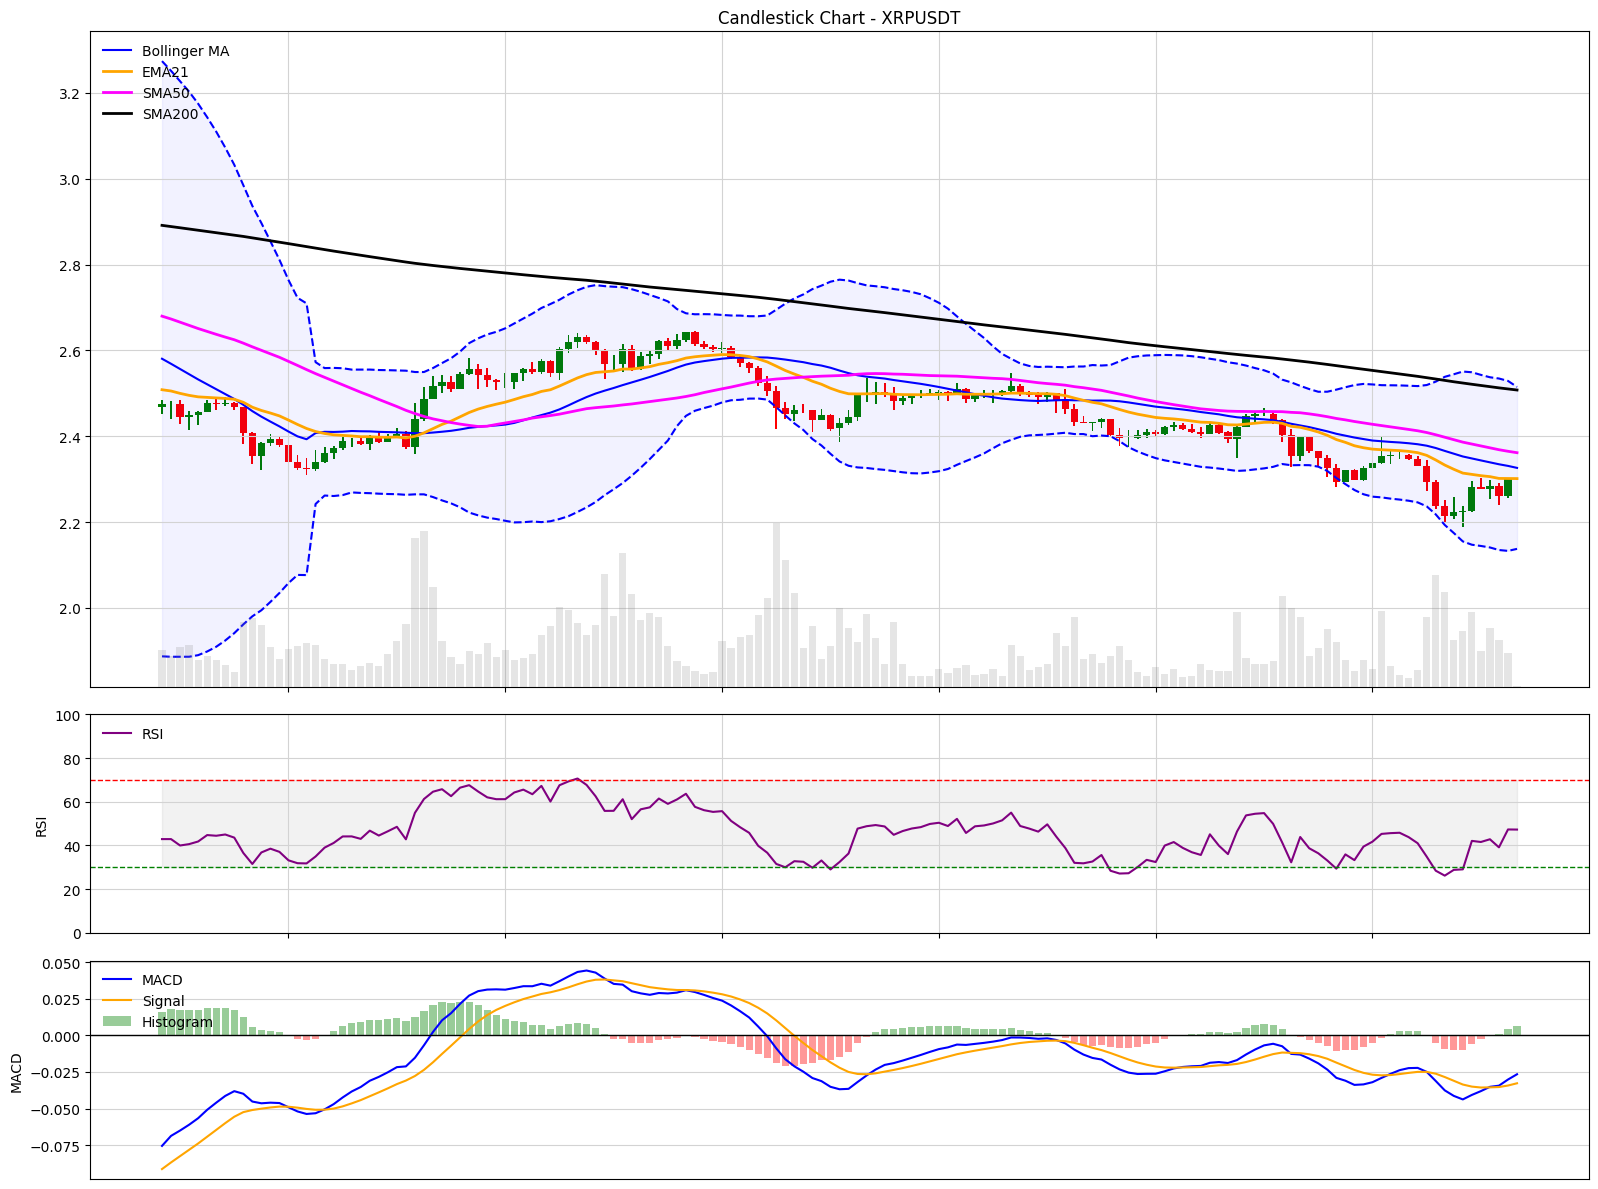 Candlestick Chart - XRPUSDT
Bollinger MA
EMA21
SMA50
SMA200
3.2
3.0
2.8
2.6
2.4
2.2
2.0
RSI
100
80
60
40
20
0
RSI
MACD
Signal
Histogram
0.050
0.025
0.000
−0.025
−0.050
−0.075
MACD